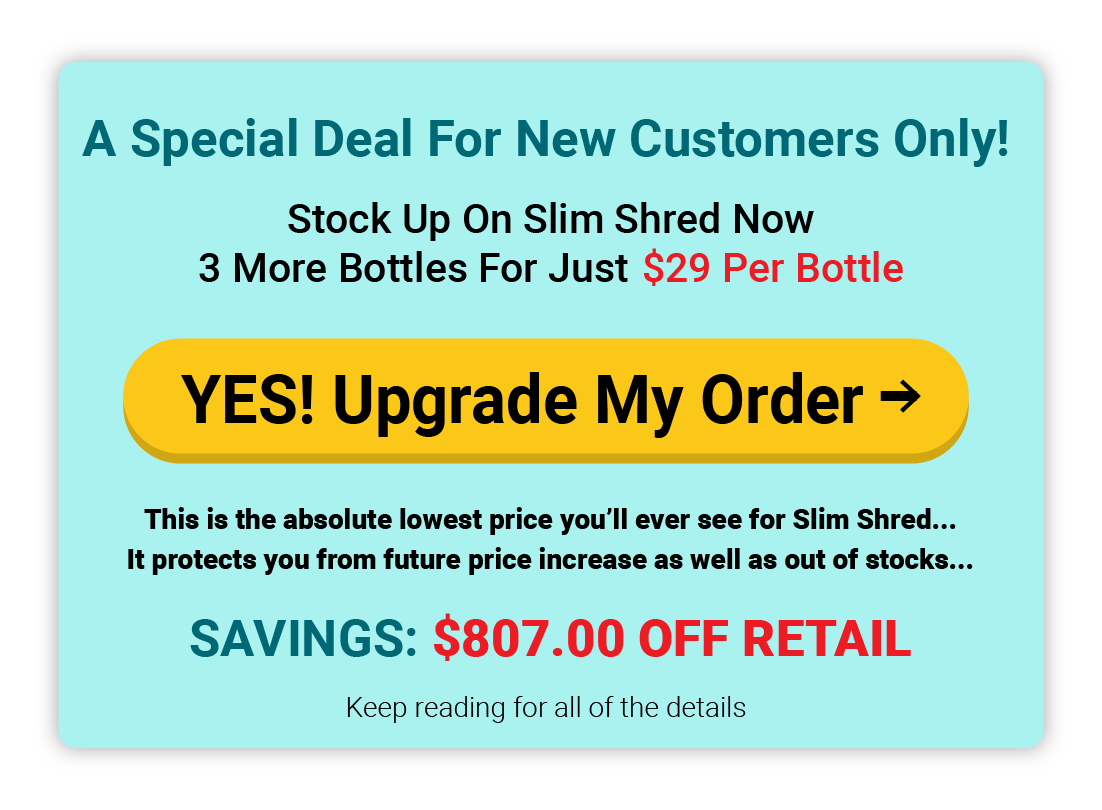 A Special Deal For New Customers Only!
Stock Up On Slim Shred Now
3 More Bottles For Just $29 Per Bottle
YES! Upgrade My Order →
This is the absolute lowest price you’ll ever see for Slim Shred...
It protects you from future price increase as well as out of stocks...
SAVINGS: $807.00 OFF RETAIL
Keep reading for all of the details